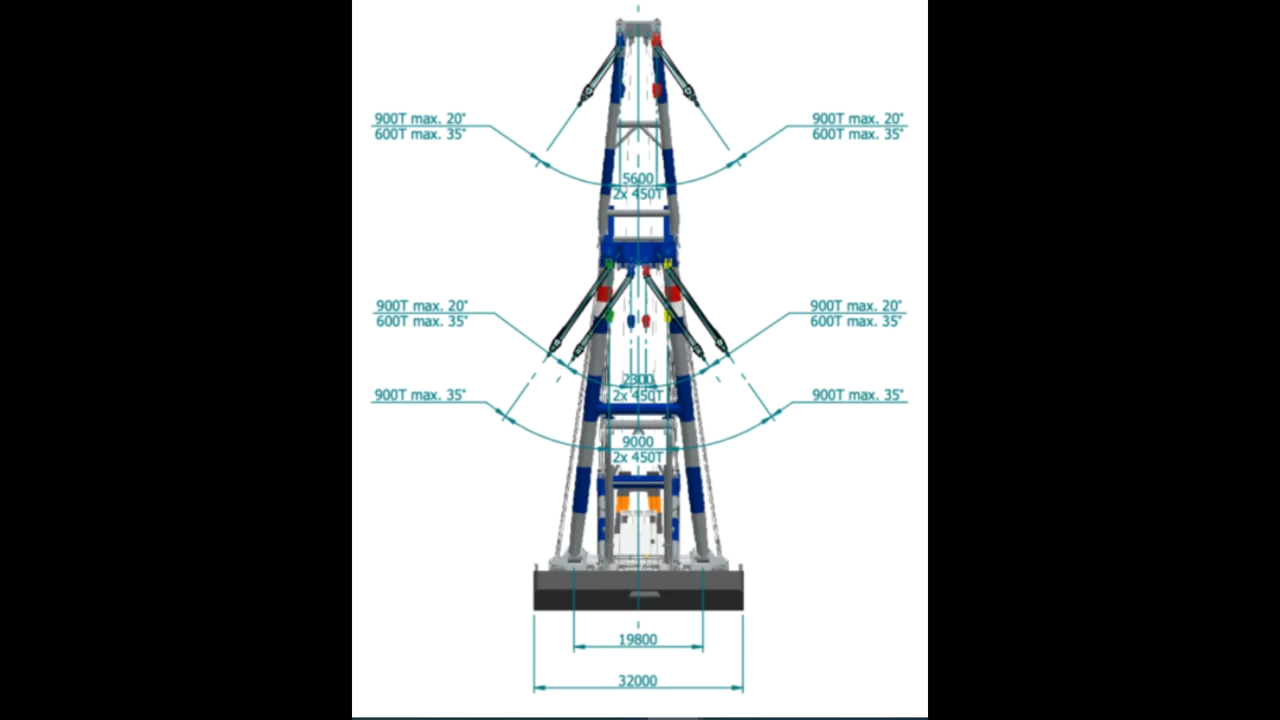 900T max. 20°
600T max. 35°
900T max. 20°
600T max. 35°
5600
2x 450T
900T max. 20°
600T max. 35°
900T max. 20°
600T max. 35°
2300
2x 450T
900T max. 35°
900T max. 35°
9000
2x 450T
19800
32000